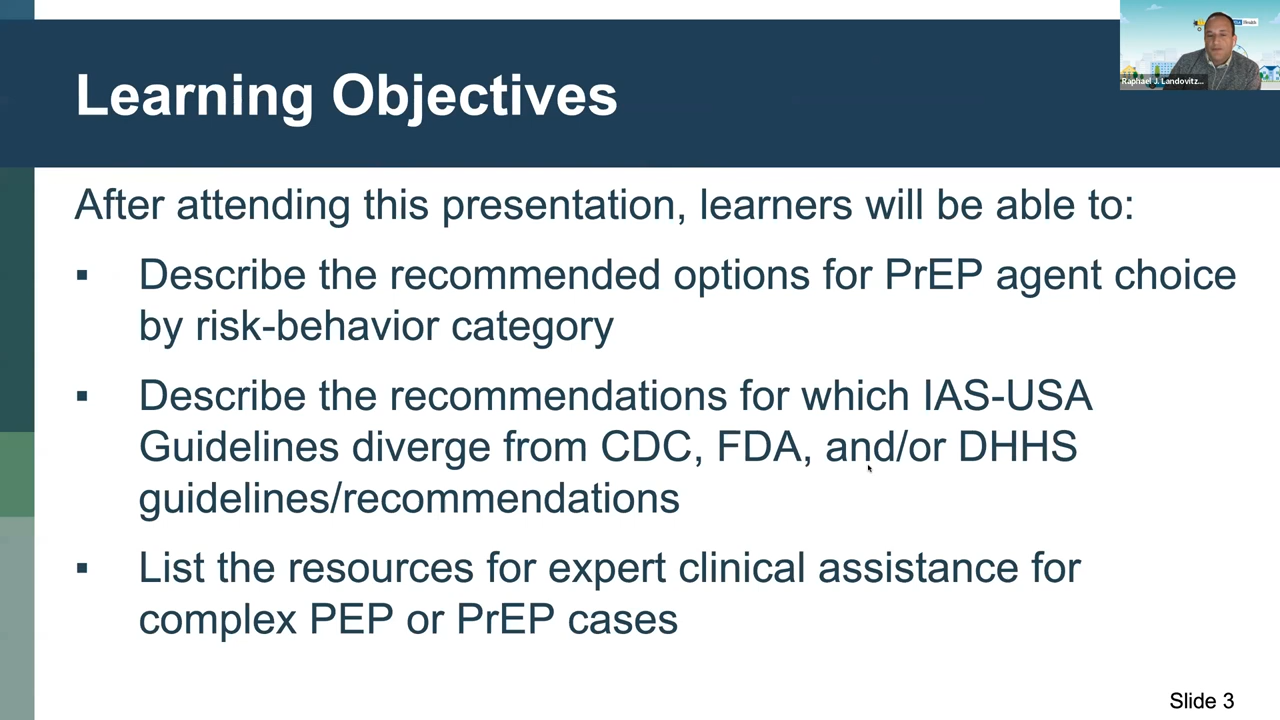 Learning Objectives
Raphael J. Landovitz...
After attending this presentation, learners will be able to:
▪ Describe the recommended options for PrEP agent choice
by risk-behavior category
▪ Describe the recommendations for which IAS-USA
Guidelines diverge from CDC, FDA, and/or DHHS
guidelines/recommendations
▪ List the resources for expert clinical assistance for
complex PEP or PrEP cases
Slide 3